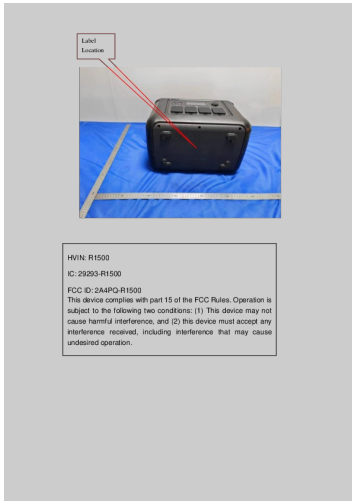 Label
Location
HVIN: R1500
IC: 29293-R1500
FCC ID: 2A4PQ-R1500
This device complies with part 15 of the FCC Rules. Operation is
subject to the following two conditions: (1) This device may not
cause harmful interference, and (2) this device must accept any
interference received, including interference that may cause
undesired operation.